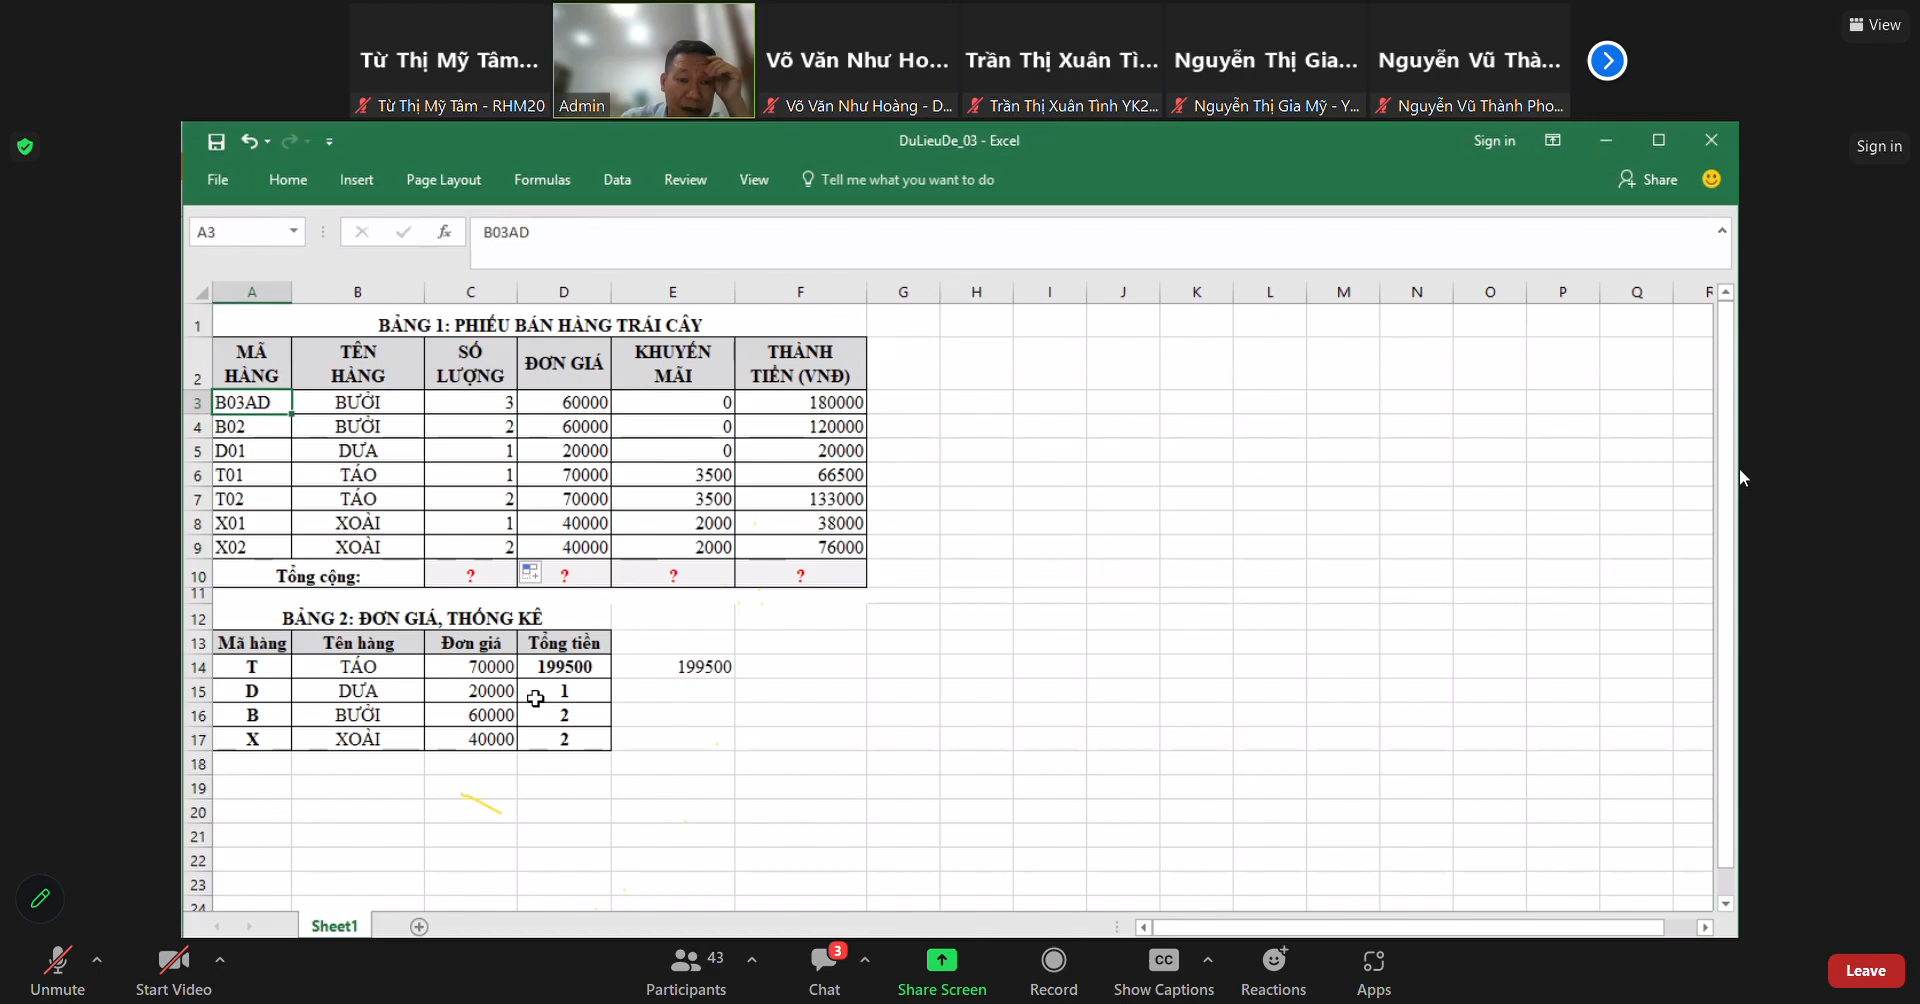 Từ Thị Mỹ Tâm...
Võ Văn Như Ho...
Trần Thị Xuân Tì...
Nguyễn Thị Gia...
Nguyễn Vũ Thà...
View
Từ Thị Mỹ Tâm - RHM20
Admin
Võ Văn Như Hoàng - D...
Trần Thị Xuân Tình YK2...
Nguyễn Thị Gia Mỹ - Y...
Nguyễn Vũ Thành Pho...
DuLieuDe_03 - Excel
Sign in
Sign in
File Home Insert Page Layout Formulas Data Review View Tell me what you want to do Share
A3 fx B03AD
A B C D E F G H I J K L M N O P Q R
1 BẢNG 1: PHIẾU BÁN HÀNG TRÁI CÂY
2 MÃ HÀNG TÊN HÀNG SỐ LƯỢNG ĐƠN GIÁ KHUYẾN MÃI THÀNH TIỀN (VNĐ)
3 B03AD BƯỞI 3 60000 0 180000
4 B02 BƯỞI 2 60000 0 120000
5 D01 DƯA 1 20000 0 20000
6 T01 TÁO 1 70000 3500 66500
7 T02 TÁO 2 70000 3500 133000
8 X01 XOÀI 1 40000 2000 38000
9 X02 XOÀI 2 40000 2000 76000
10 Tổng cộng: ? ? ? ?
11
12 BẢNG 2: ĐƠN GIÁ, THỐNG KÊ
13 Mã hàng Tên hàng Đơn giá Tổng tiền
14 T TÁO 70000 199500 199500
15 D DƯA 20000 1
16 B BƯỞI 60000 2
17 X XOÀI 40000 2
18
19
20
21
22
23
24
Sheet1
Unmute
Start Video
43
Participants
3
Chat
Share Screen
Record
CC
Show Captions
Reactions
Apps
Leave